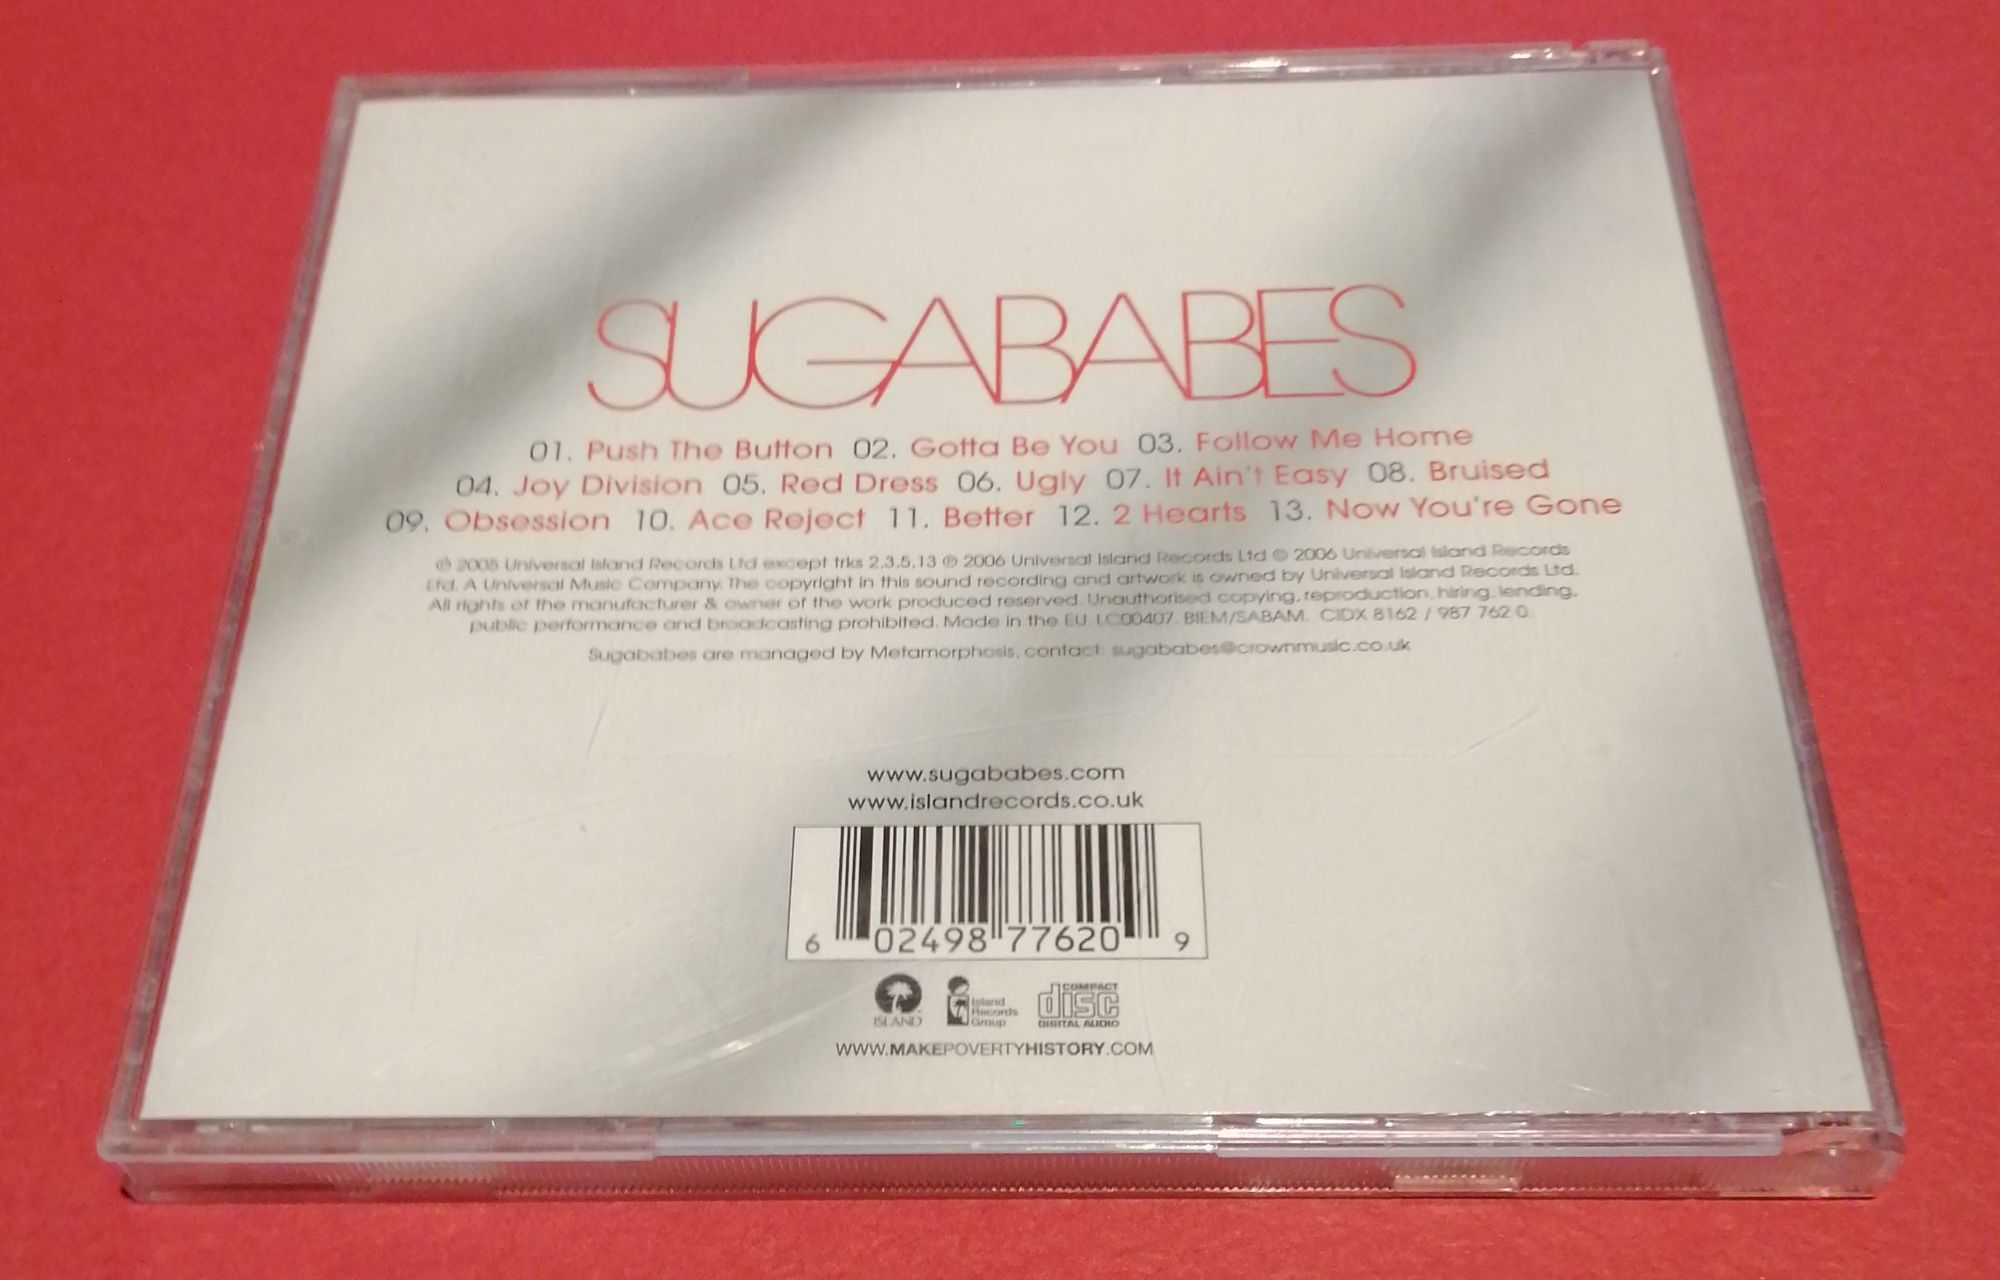 SUGABABES
01. Push The Button 02. Gotta Be You 03. Follow Me Home
04. Joy Division 05. Red Dress 06. Ugly 07. It Ain't Easy 08. Bruised
09. Obsession 10. Ace Reject 11. Better 12. 2 Hearts 13. Now You're Gone
℗ 2005 Universal Island Records Ltd except trks 2,3,5,13 ℗ 2006 Universal Island Records Ltd © 2006 Universal Island Records
Ltd. A Universal Music Company. The copyright in this sound recording and artwork is owned by Universal Island Records Ltd.
All rights of the manufacturer & owner of the work produced reserved. Unauthorised copying, reproduction, hiring, lending,
public performance and broadcasting prohibited. Made in the EU. LC00407. BIEM/SABAM. CIDX 8162 / 987 762 0.
Sugababes are managed by Metamorphosis, contact: sugababes@crownmusic.co.uk
www.sugababes.com
www.islandrecords.co.uk
6 02498 77620 9
ISLAND
Island
Records
Group
COMPACT
disc
DIGITAL AUDIO
WWW.MAKEPOVERTYHISTORY.COM